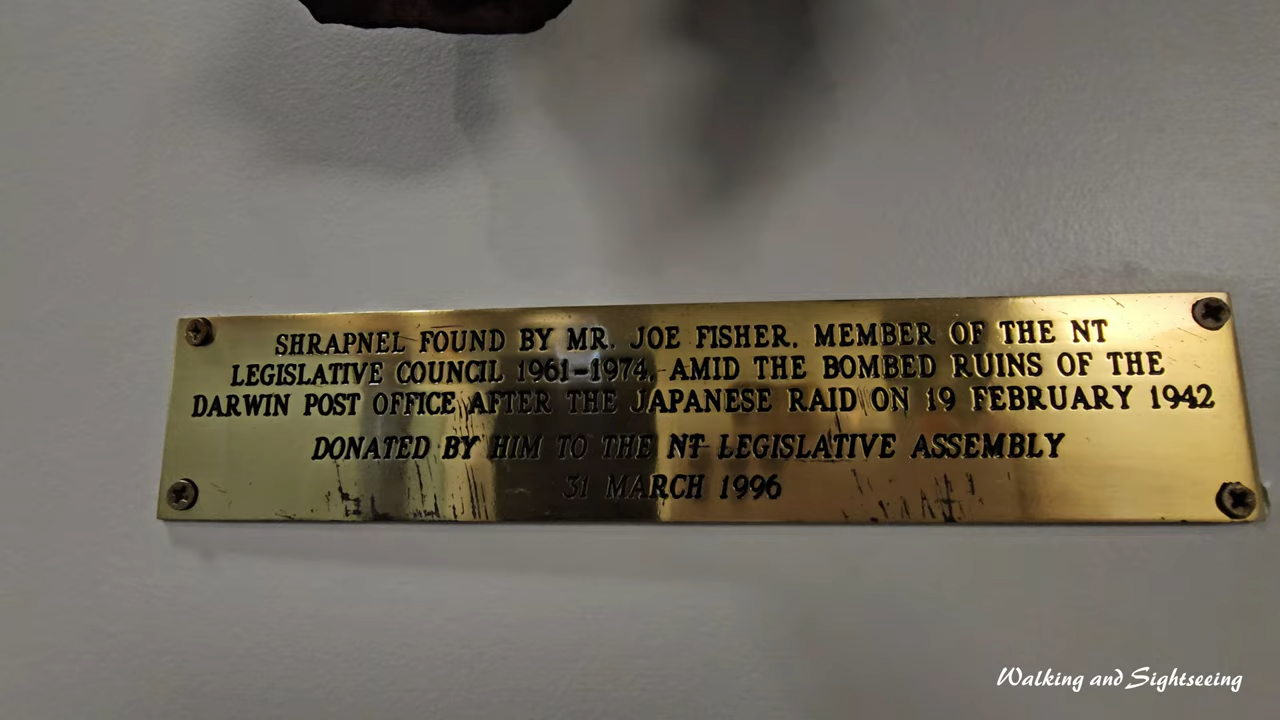 SHRAPNEL FOUND BY MR. JOE FISHER. MEMBER OF THE NT
LEGISLATIVE COUNCIL 1961-1974, AMID THE BOMBED RUINS OF THE
DARWIN POST OFFICE AFTER THE JAPANESE RAID ON 19 FEBRUARY 1942
DONATED BY HIM TO THE NT LEGISLATIVE ASSEMBLY
31 MARCH 1996
Walking and Sightseeing